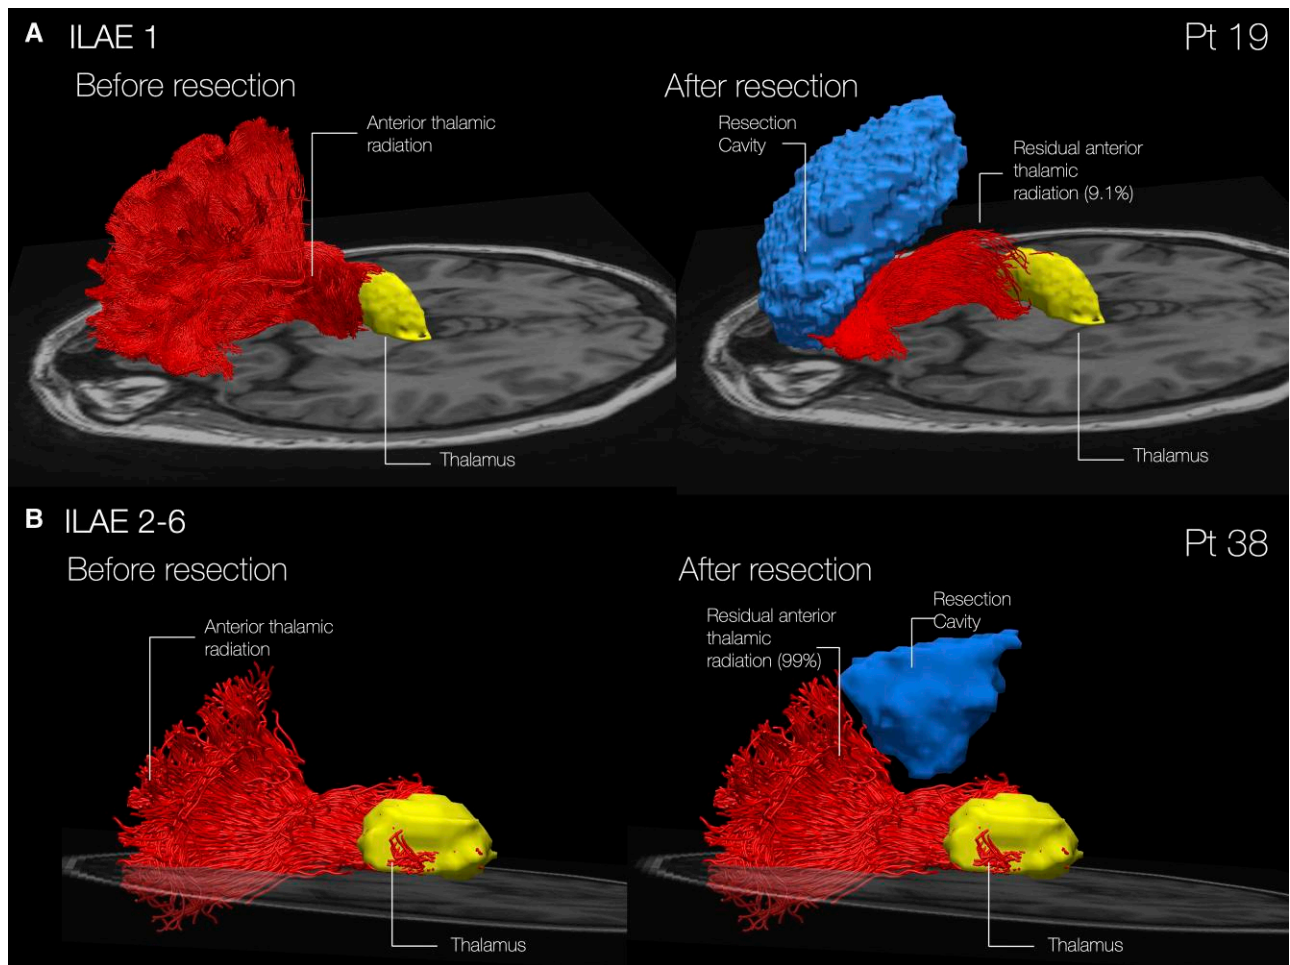 A ILAE 1
Pt 19
Before resection
Anterior thalamic
radiation
Thalamus
After resection
Resection
Cavity
Residual anterior
thalamic
radiation (9.1%)
Thalamus
B ILAE 2-6
Pt 38
Before resection
Anterior thalamic
radiation
Thalamus
After resection
Residual anterior
thalamic
radiation (99%)
Resection
Cavity
Thalamus